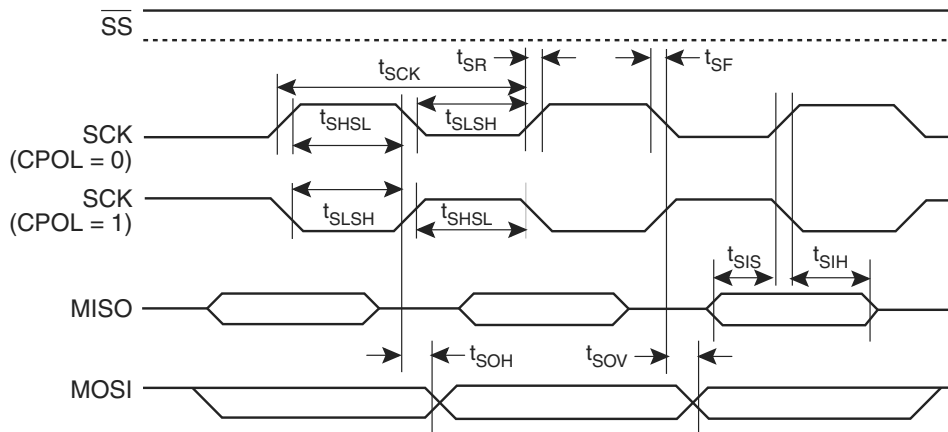 SS
tSCK
tSR
tSF
SCK
(CPOL = 0)
tSHSL
tSLSH
SCK
(CPOL = 1)
tSLSH
tSHSL
tSIS
tSIH
MISO
tSOH
tSOV
MOSI